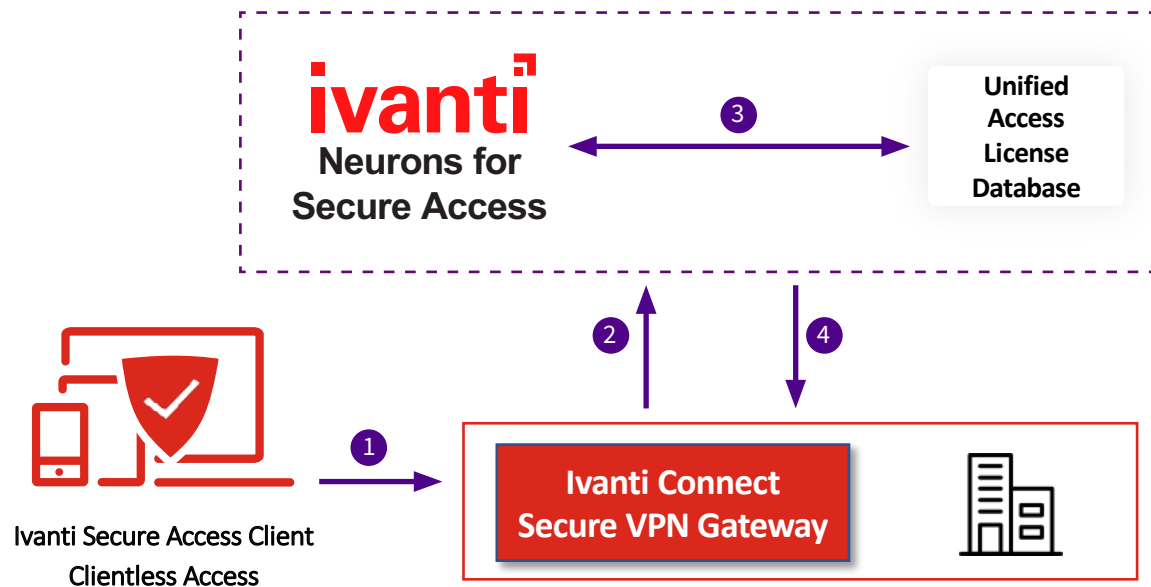 ivanti
Neurons for
Secure Access
3
Unified
Access
License
Database
2
4
1
Ivanti Connect
Secure VPN Gateway
Ivanti Secure Access Client
Clientless Access